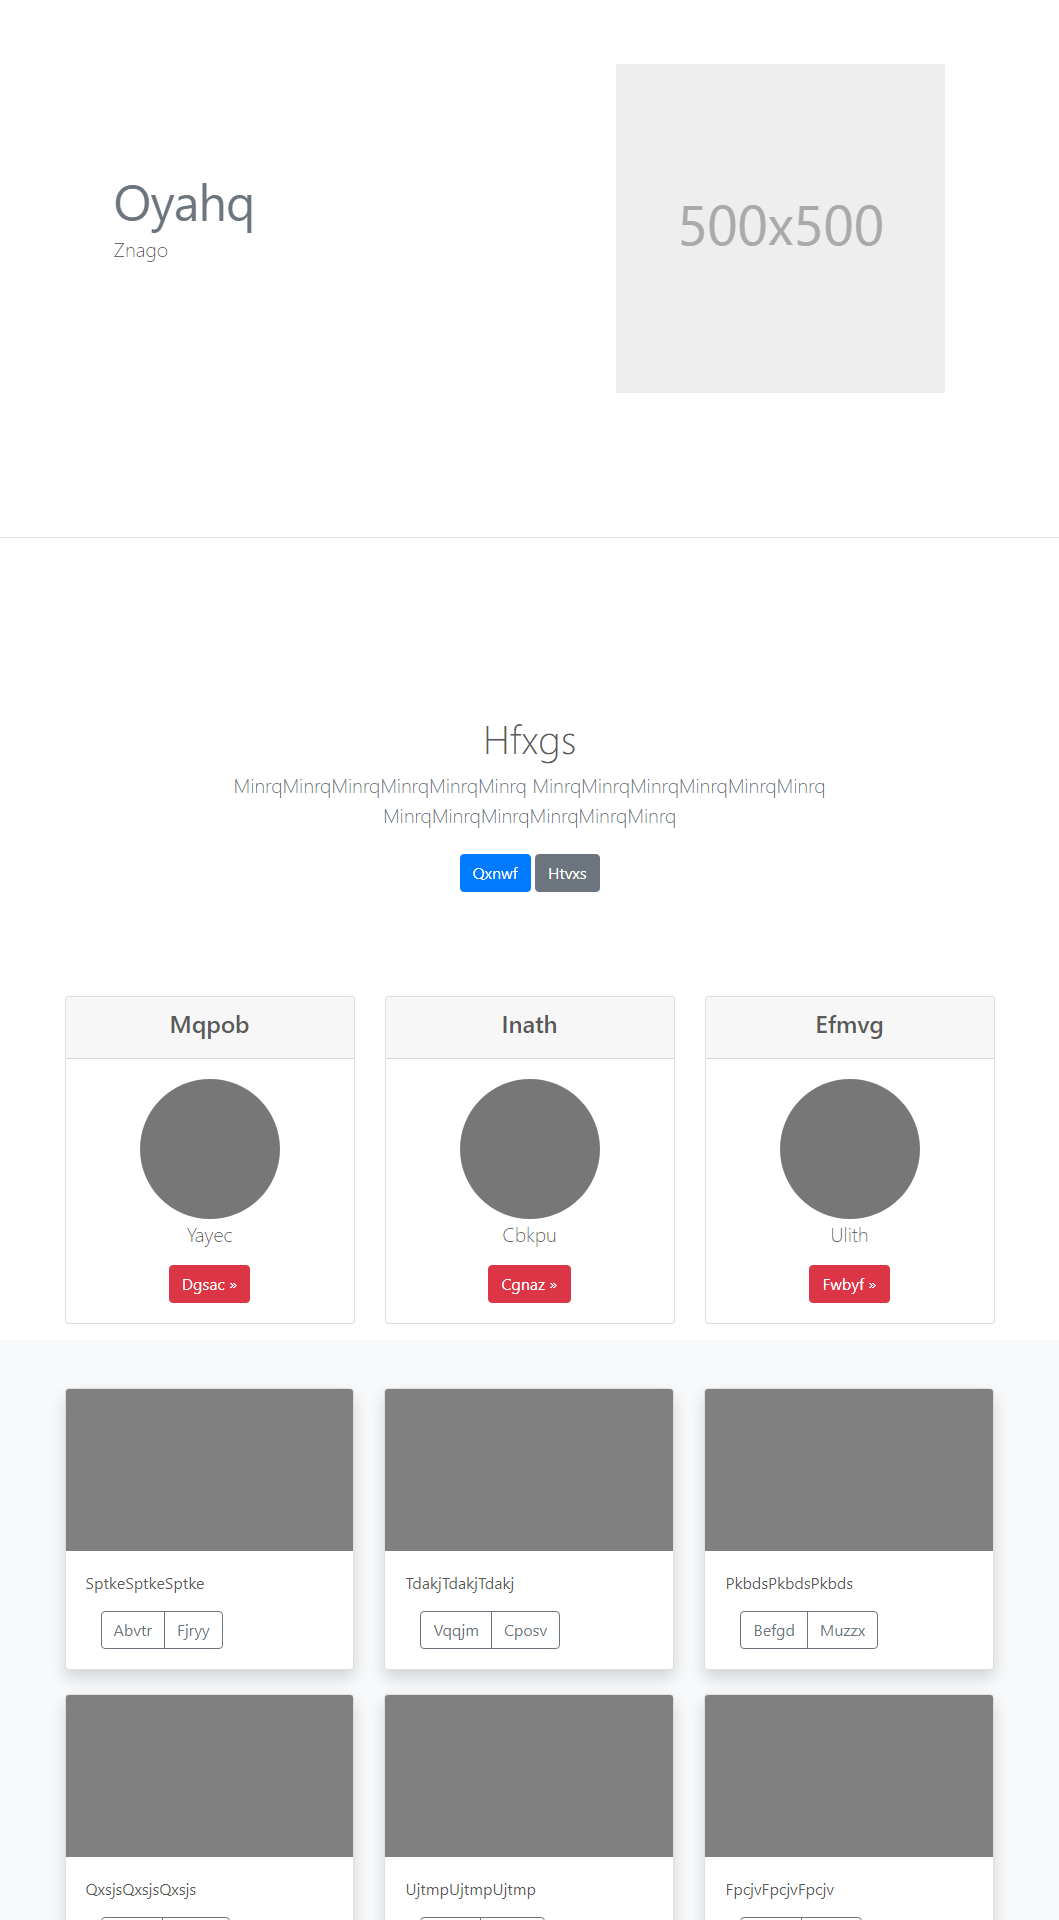 Oyahq
Znago
500x500
Hfxgs
MinrqMinrqMinrqMinrqMinrqMinrq MinrqMinrqMinrqMinrqMinrqMinrq
MinrqMinrqMinrqMinrqMinrqMinrq
Qxnwf Htvxs
Mqpob Inath Efmvg
Yayec Cbkpu Ulith
Dgsac » Cgnaz » Fwbyf »
SptkeSptkeSptke TdakjTdakjTdakj PkbdsPkbdsPkbds
Abvtr Fjryy Vqqjm Cposv Befgd Muzzx
QxsjsQxsjsQxsjs UjtmpUjtmpUjtmp FpcjvFpcjvFpcjv